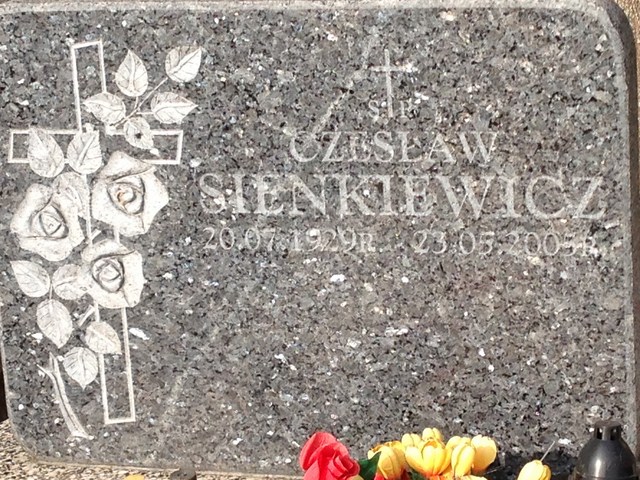 Ś P
CZESŁAW
SIENKIEWICZ
20.07.1929R. 23.05.2005R.